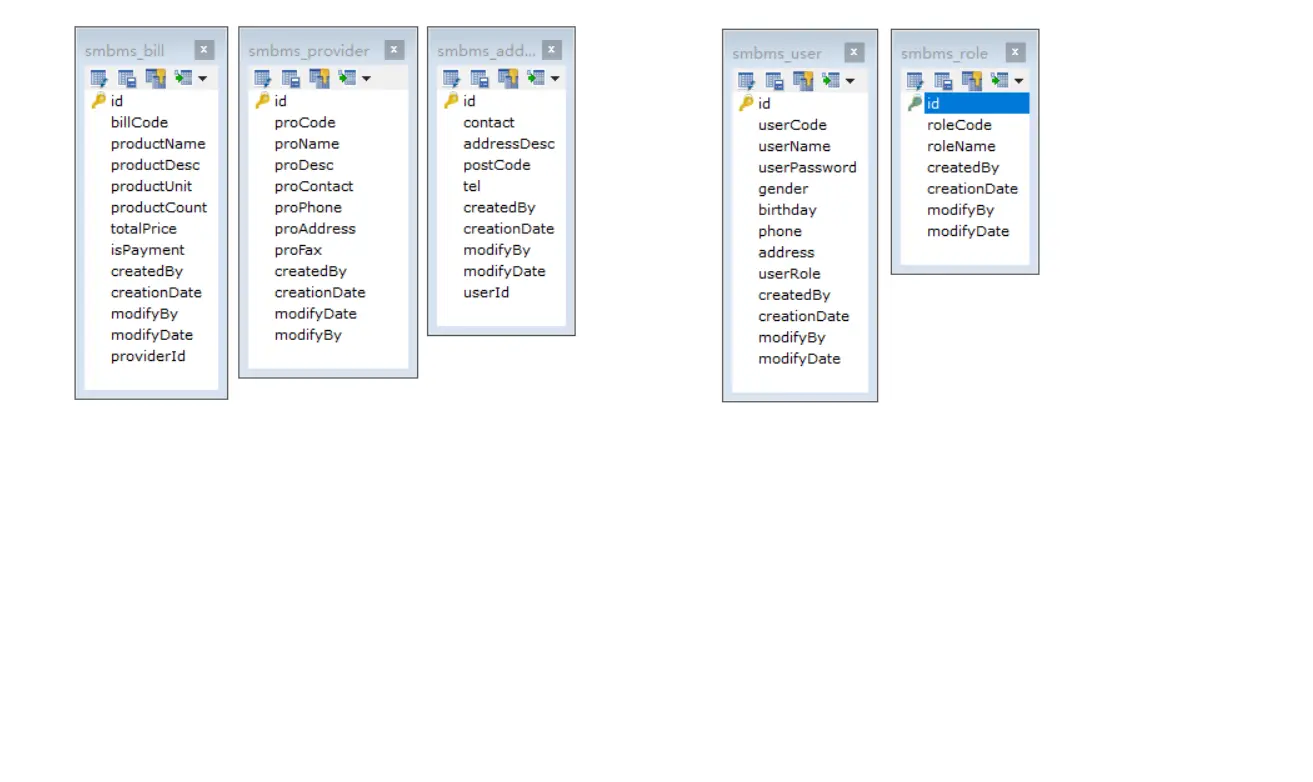 smbms_bill
id
billCode
productName
productDesc
productUnit
productCount
totalPrice
isPayment
createdBy
creationDate
modifyBy
modifyDate
providerId
smbms_provider
id
proCode
proName
proDesc
proContact
proPhone
proAddress
proFax
createdBy
creationDate
modifyDate
modifyBy
smbms_add...
id
contact
addressDesc
postCode
tel
createdBy
creationDate
modifyBy
modifyDate
userId
smbms_user
id
userCode
userName
userPassword
gender
birthday
phone
address
userRole
createdBy
creationDate
modifyBy
modifyDate
smbms_role
id
roleCode
roleName
createdBy
creationDate
modifyBy
modifyDate